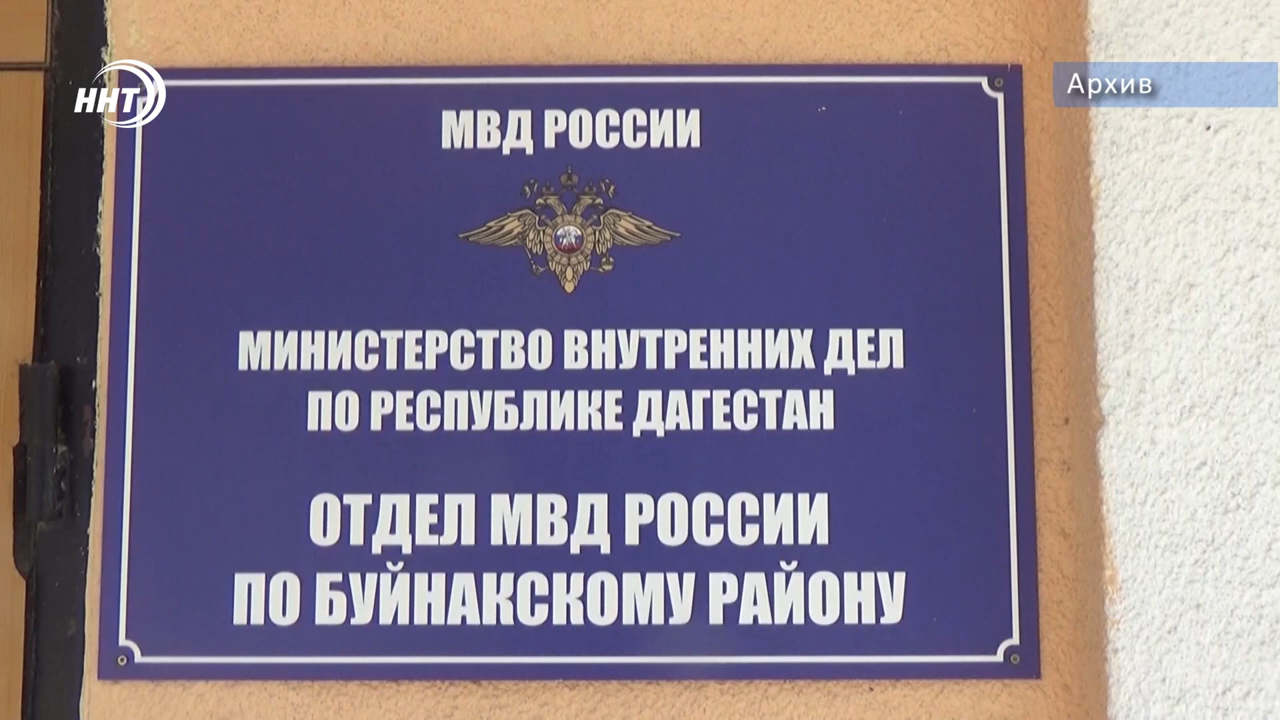 ННТ
Архив
МВД РОССИИ
МИНИСТЕРСТВО ВНУТРЕННИХ ДЕЛ
ПО РЕСПУБЛИКЕ ДАГЕСТАН
ОТДЕЛ МВД РОССИИ
ПО БУЙНАКСКОМУ РАЙОНУ